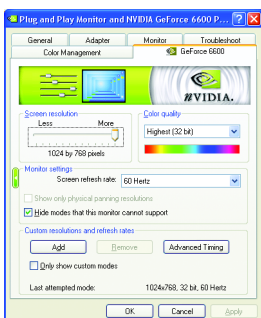 Plug and Play Monitor and NVIDIA GeForce 6600 P...
General Adapter Monitor Troubleshoot
Color Management GeForce 6600
NVIDIA.
Screen resolution
Less More
1024 by 768 pixels
Color quality
Highest (32 bit)
Monitor settings
Screen refresh rate: 60 Hertz
Show only physical panning resolutions
Hide modes that this monitor cannot support
Custom resolutions and refresh rates
Add Remove Advanced Timing
Only show custom modes
Last attempted mode: 1024x768, 32 bit, 60 Hertz
OK Cancel Apply